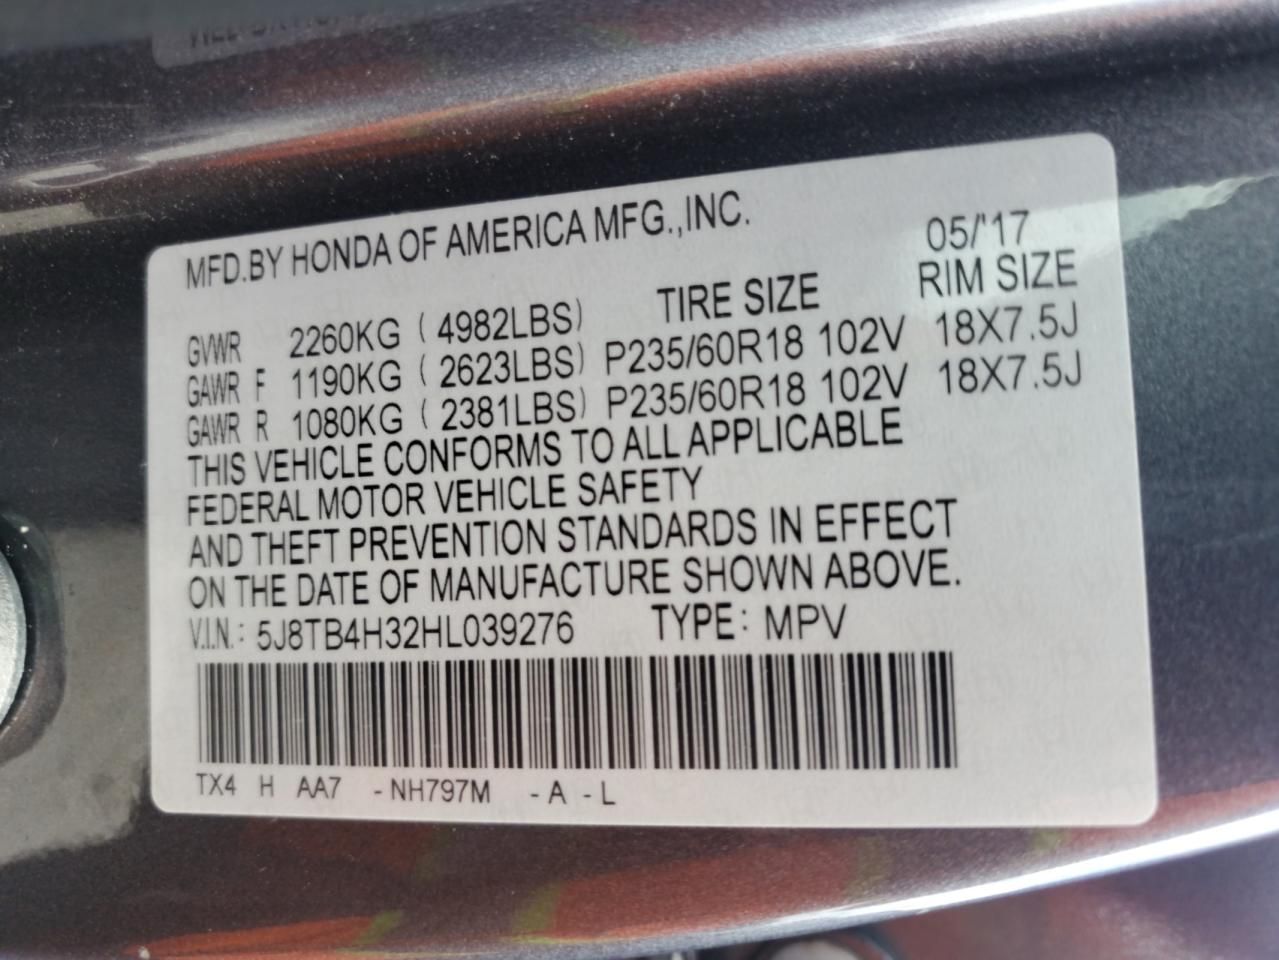 MFD.BY HONDA OF AMERICA MFG.,INC. 05/'17
TIRE SIZE RIM SIZE
GVWR 2260KG ( 4982LBS)
GAWR F 1190KG ( 2623LBS) P235/60R18 102V 18X7.5J
GAWR R 1080KG ( 2381LBS) P235/60R18 102V 18X7.5J
THIS VEHICLE CONFORMS TO ALL APPLICABLE
FEDERAL MOTOR VEHICLE SAFETY
AND THEFT PREVENTION STANDARDS IN EFFECT
ON THE DATE OF MANUFACTURE SHOWN ABOVE.
V.I.N.: 5J8TB4H32HL039276 TYPE: MPV
TX4 H AA7 - NH797M - A - L